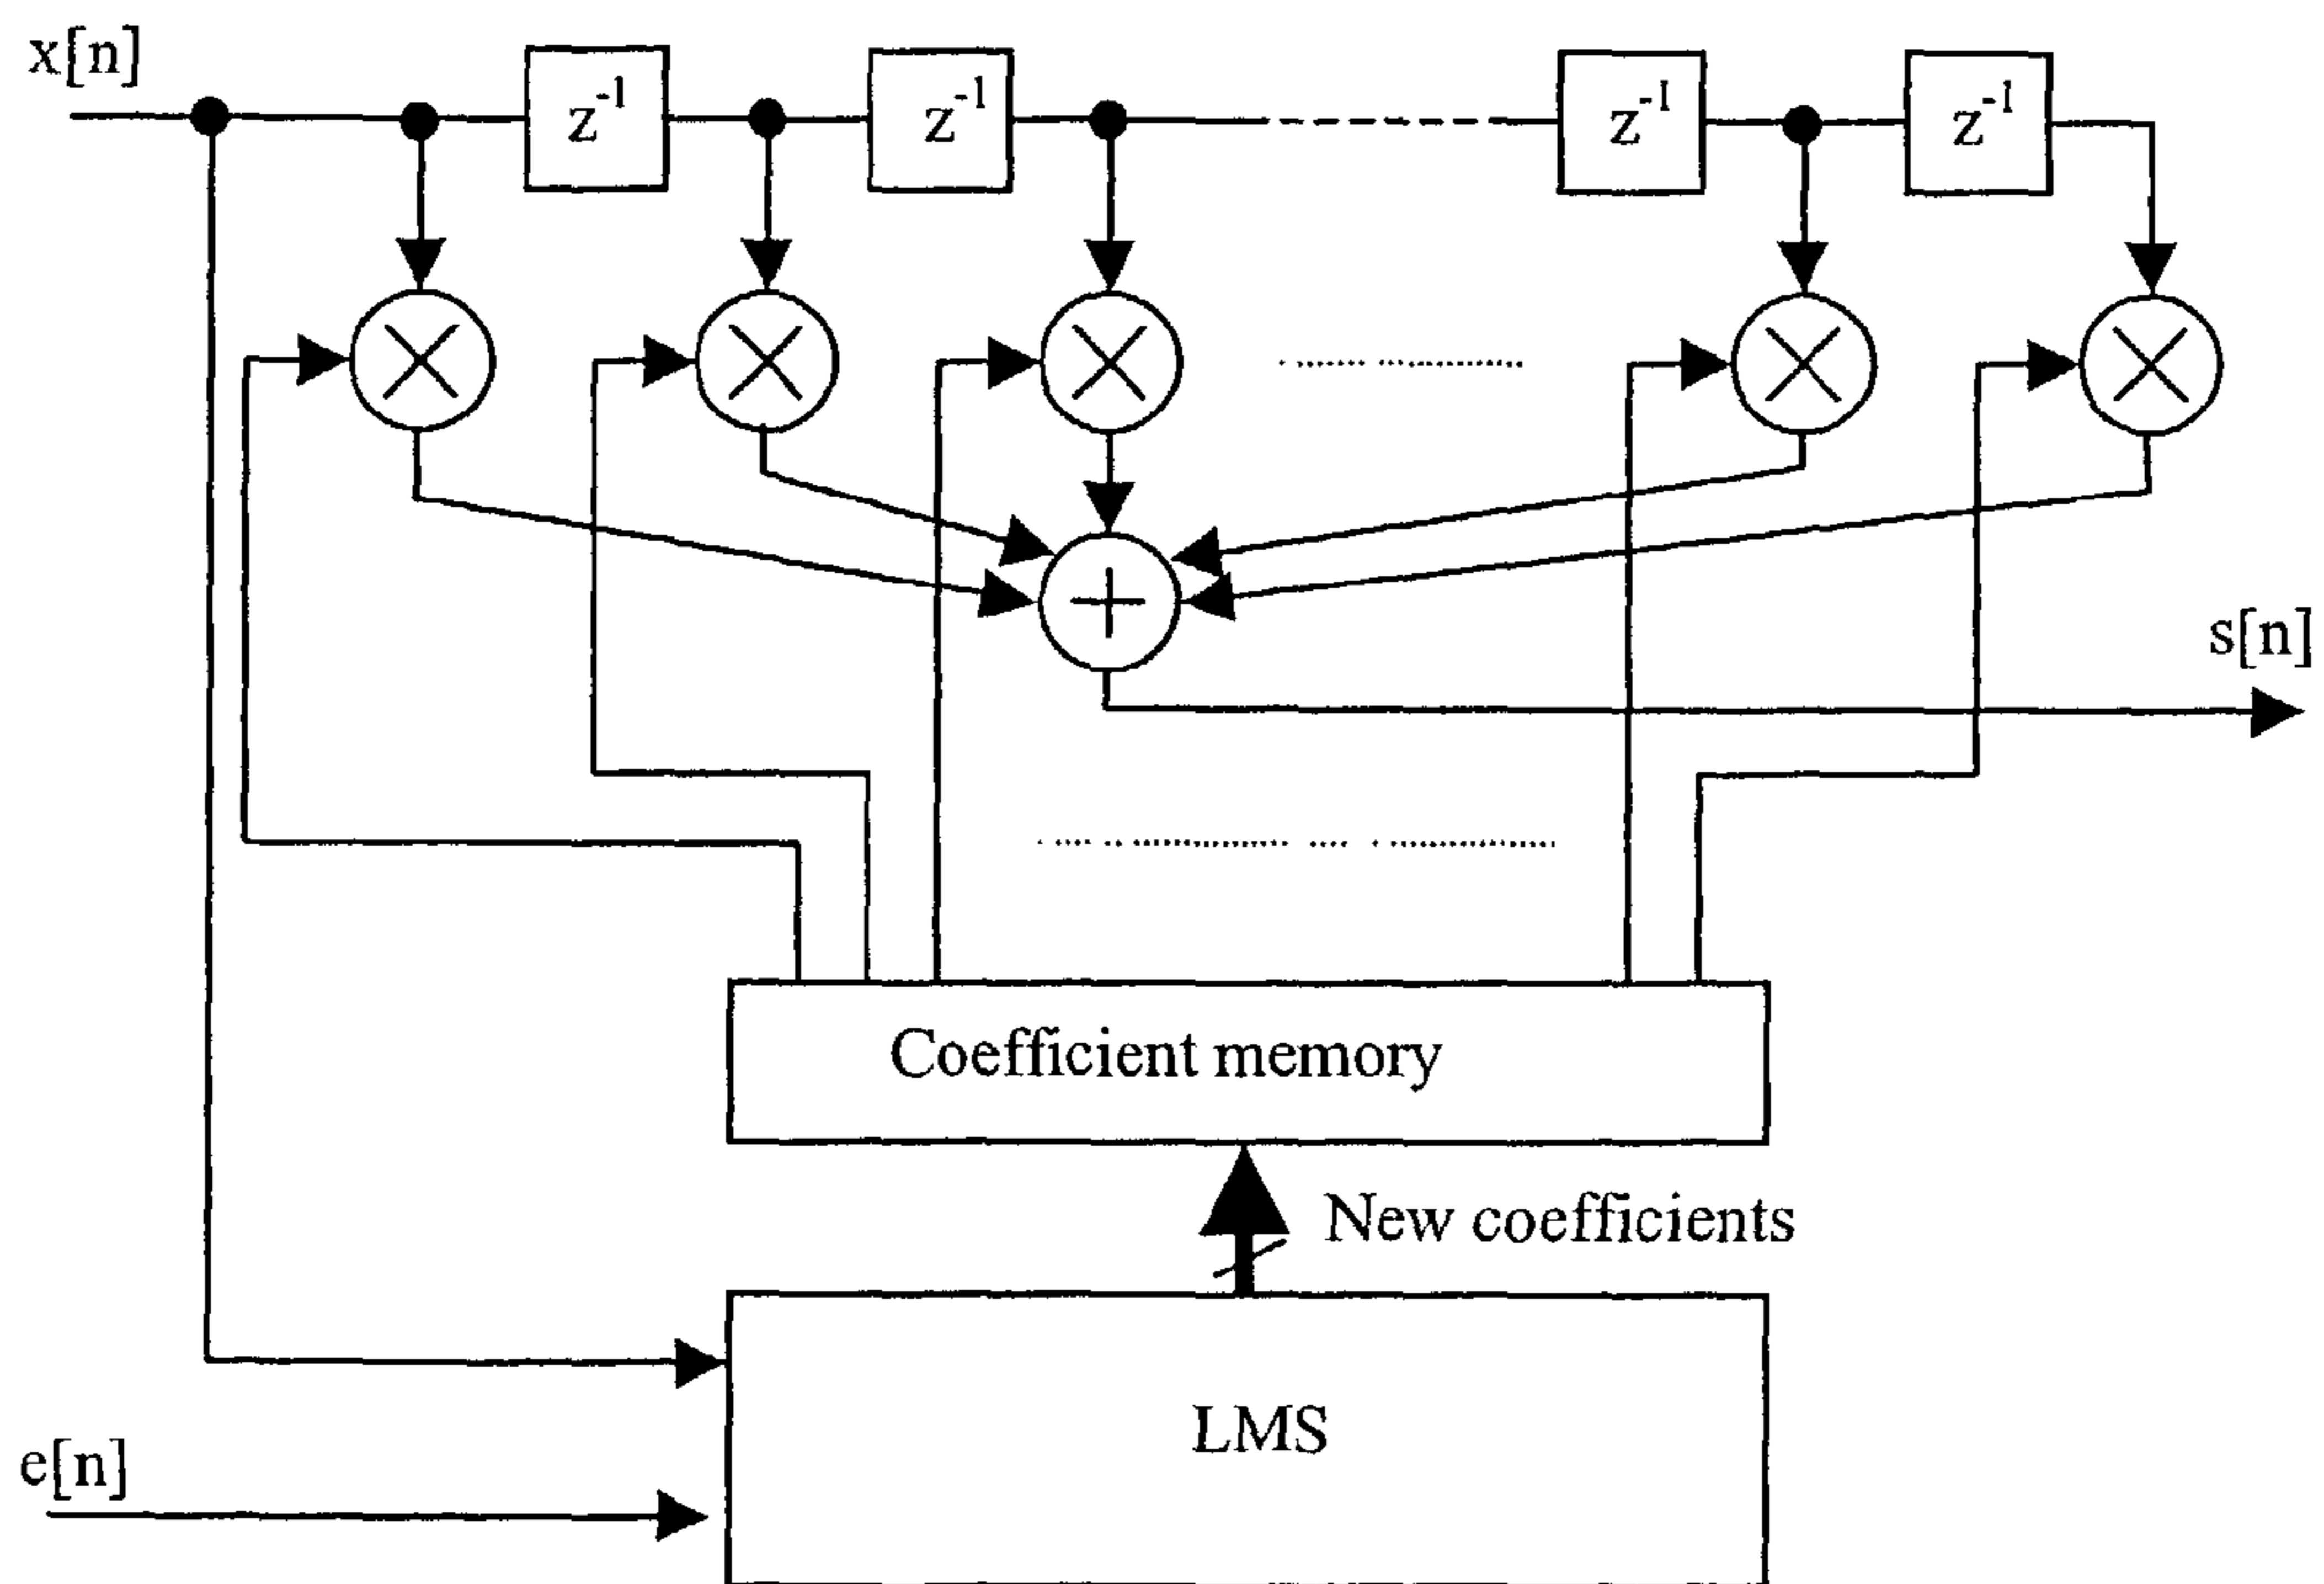 x[n]
z⁻¹
z⁻¹
z⁻¹
z⁻¹
s[n]
Coefficient memory
New coefficients
LMS
e[n]